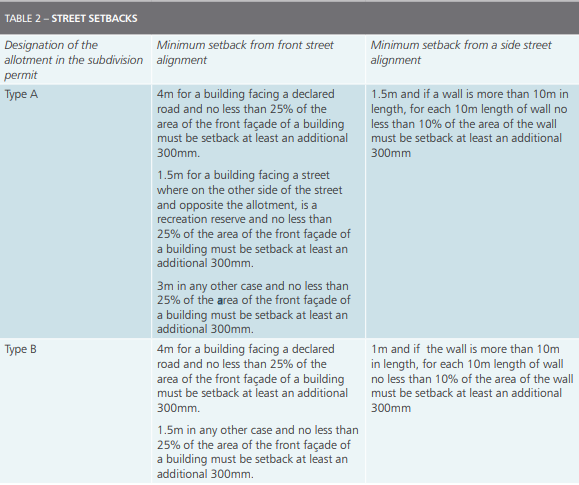 TABLE 2 – STREET SETBACKS
Designation of the
allotment in the subdivision
permit
Minimum setback from front street
alignment
Minimum setback from a side street
alignment
Type A
4m for a building facing a declared
road and no less than 25% of the
area of the front façade of a building
must be setback at least an additional
300mm.
1.5m for a building facing a street
where on the other side of the street
and opposite the allotment, is a
recreation reserve and no less than
25% of the area of the front façade of
a building must be setback at least an
additional 300mm.
3m in any other case and no less than
25% of the area of the front façade of
a building must be setback at least an
additional 300mm.
1.5m and if a wall is more than 10m in
length, for each 10m length of wall no
less than 10% of the area of the wall
must be setback at least an additional
300mm
Type B
4m for a building facing a declared
road and no less than 25% of the
area of the front façade of a building
must be setback at least an additional
300mm.
1.5m in any other case and no less than
25% of the area of the front façade of
a building must be setback at least an
additional 300mm.
1m and if the wall is more than 10m
in length, for each 10m length of wall
no less than 10% of the area of the wall
must be setback at least an additional
300mm